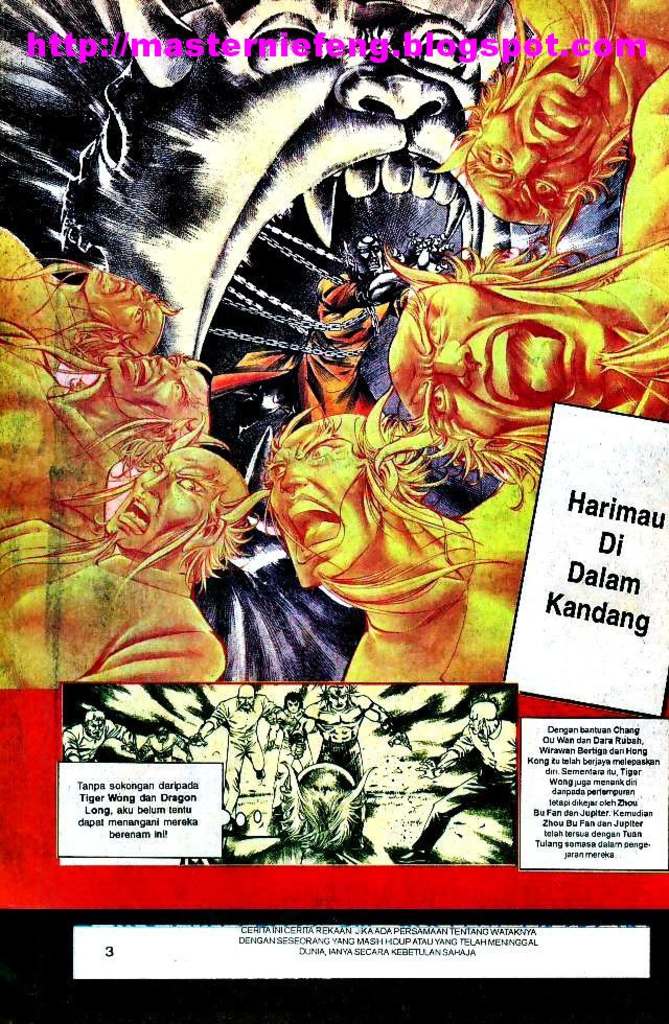 http://masterniefeng.blogspot.com
Harimau
Di
Dalam
Kandang
Tanpa sokongan daripada
Tiger Wong dan Dragon
Long, aku belum tentu
dapat menangani mereka
berenam ini!
Dengan bantuan Chang
Ou Wan dan Dara Rubah,
Wirawan Bertiga dari Hong
Kong itu telah berjaya melepaskan
diri. Sementara itu, Tiger
Wong juga menarik diri
daripada pertempuran
tetapi dikejar oleh Zhou
Bu Fan dan Jupiter. Kemudian
Zhou Bu Fan dan Jupiter
telah tersua dengan Tuan
Tulang semasa dalam penge-
jaran mereka.
3
CERITA INI CERITA REKAAN JIKA ADA PERSAMAAN TENTANG WATAKNYA
DENGAN SESEORANG YANG MASIH HIDUP ATAU YANG TELAH MENINGGAL
DUNIA, IANYA SECARA KEBETULAN SAHAJA